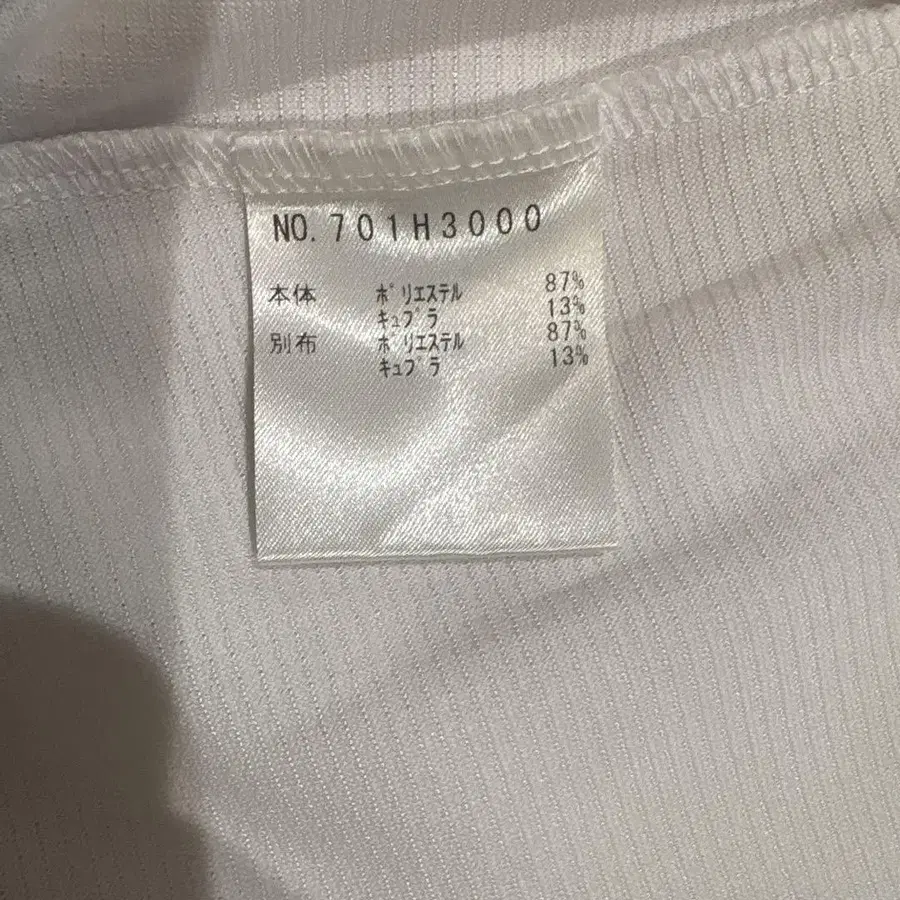 NO. 701H3000
本体 ポリエステル 87%
キュプラ 13%
別布 ポリエステル 87%
キュプラ 13%